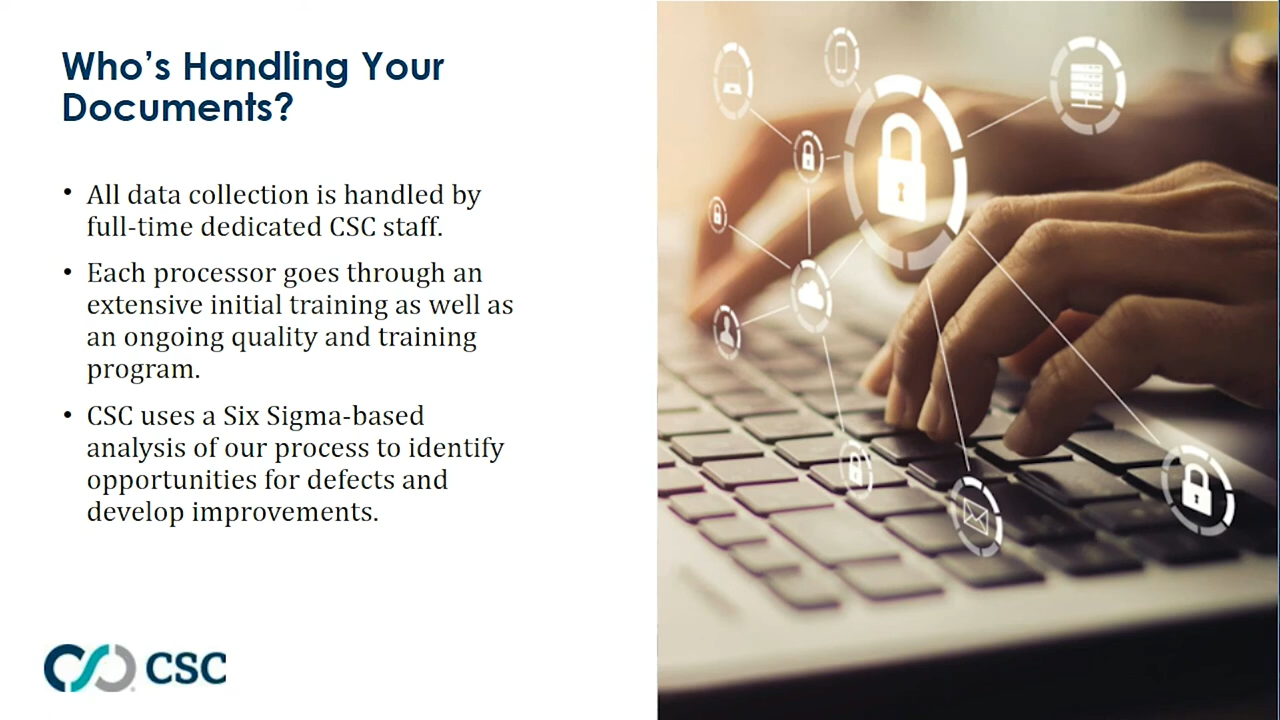 Who’s Handling Your
Documents?
• All data collection is handled by
full-time dedicated CSC staff.
• Each processor goes through an
extensive initial training as well as
an ongoing quality and training
program.
• CSC uses a Six Sigma-based
analysis of our process to identify
opportunities for defects and
develop improvements.
CSC